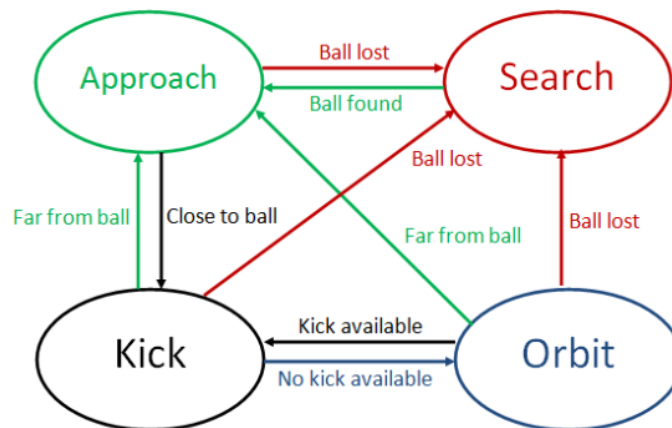 Approach
Ball lost
Search
Ball found
Ball lost
Far from ball
Close to ball
Far from ball
Ball lost
Kick
Kick available
No kick available
Orbit